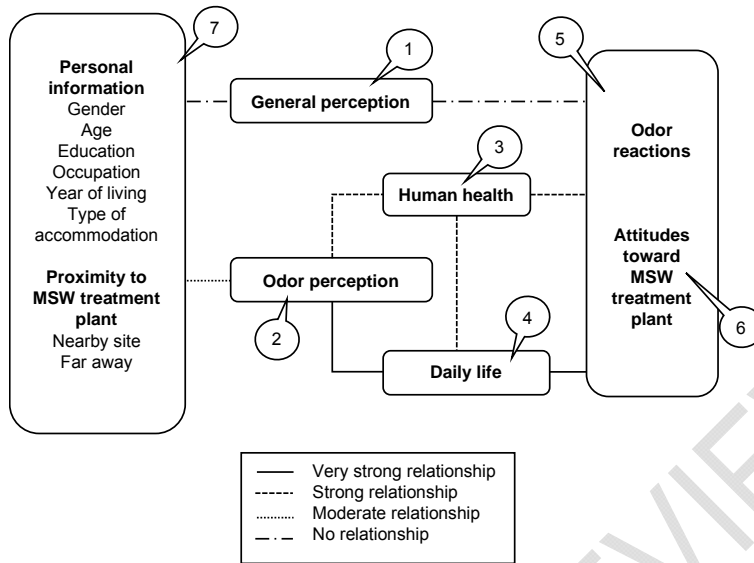 7
Personal
information
Gender
Age
Education
Occupation
Year of living
Type of
accommodation
Proximity to
MSW treatment
plant
Nearby site
Far away
1
General perception
3
Human health
Odor perception
2
4
Daily life
5
Odor
reactions
Attitudes
toward
MSW
treatment
plant
6
Very strong relationship
Strong relationship
Moderate relationship
No relationship